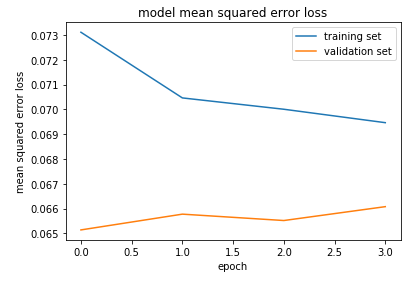 model mean squared error loss
training set
validation set
mean squared error loss
0.073
0.072
0.071
0.070
0.069
0.068
0.067
0.066
0.065
0.0 0.5 1.0 1.5 2.0 2.5 3.0
epoch